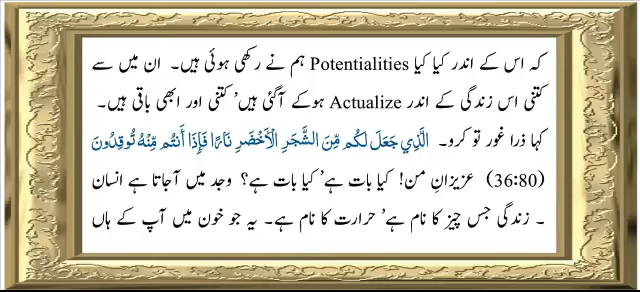 کہ اس کے اندر کیا کیا Potentialities ہم نے رکھی ہوئی ہیں۔ ان میں سے
کتنی اس زندگی کے اندر Actualize ہوکے آگئی ہیں’ کتنی اور ابھی باقی ہیں۔
کہا ذرا غور تو کرو۔ الَّذِي جَعَلَ لَكُم مِّنَ الشَّجَرِ الْأَخْضَرِ نَارًا فَإِذَا أَنتُم مِّنْهُ تُوقِدُونَ
(36:80) عزیزانِ من! کیا بات ہے’ کیا بات ہے؟ وجد میں آجاتا ہے انسان
۔ زندگی جس چیز کا نام ہے’ حرارت کا نام ہے۔ یہ جو خون میں آپ کے ہاں